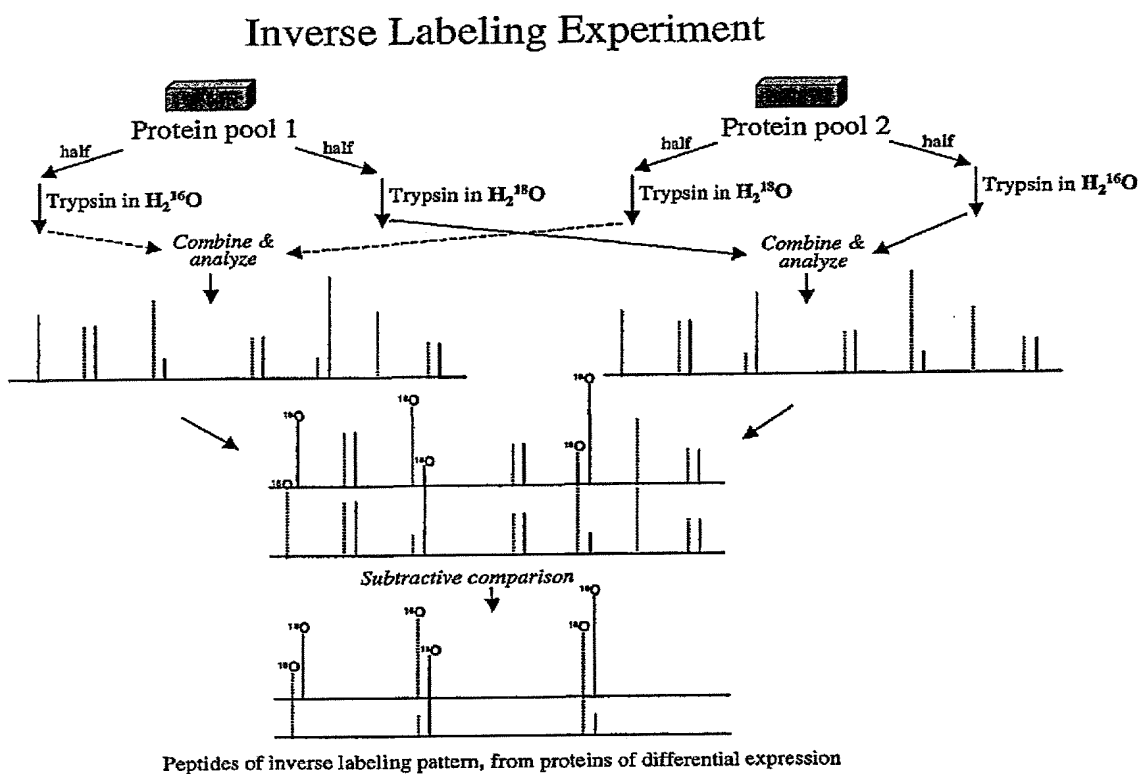 Inverse Labeling Experiment
Protein pool 1
Protein pool 2
half
half
half
half
Trypsin in H₂¹⁶O
Trypsin in H₂¹⁸O
Trypsin in H₂¹⁸O
Trypsin in H₂¹⁶O
Combine &
analyze
Combine &
analyze
Subtractive comparison
Peptides of inverse labeling pattern, from proteins of differential expression